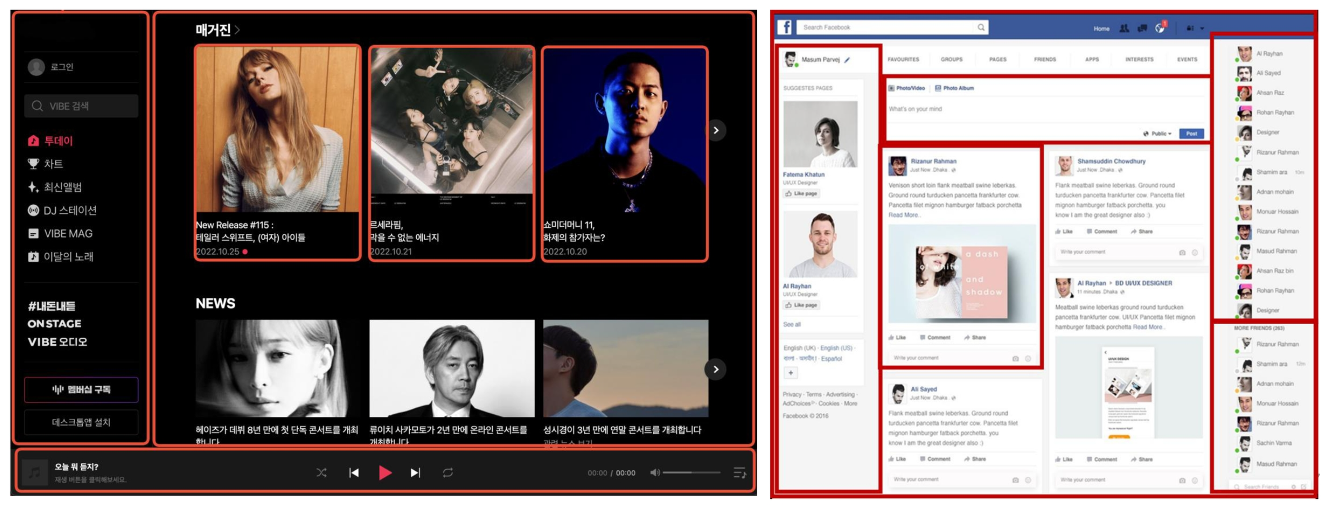 로그인
VIBE 검색
투데이
차트
최신앨범
DJ 스테이션
VIBE MAG
이달의 노래
#내돈내듣
ON STAGE
VIBE 오디오
멤버십 구독
데스크톱앱 설치
매거진
New Release #115 :
테일러 스위프트, (여자) 아이들
2022.10.25
르세라핌,
막을 수 없는 에너지
2022.10.21
쇼미더머니 11,
화제의 참가자는?
2022.10.20
NEWS
헤이즈가 데뷔 8년 만에 첫 단독 콘서트를 개최
합니다
류이치 사카모토가 2년 만에 온라인 콘서트를
개최합니다
성시경이 3년 만에 연말 콘서트를 개최합니다
관련 뉴스 보기
오늘 뭐 듣지?
재생 버튼을 클릭해보세요.
00:00 / 00:00
f
Search Facebook
Home
Masum Parvej
FAVOURITES GROUPS PAGES FRIENDS APPS INTERESTS EVENTS
SUGGESTES PAGES
Fatema Khatun
UI/UX Designer
Like page
Al Rayhan
UI/UX Designer
Like page
See all
English (UK) · English (US) ·
বাংলা · অসমীয়া · Español
+
Privacy · Terms · Advertising ·
AdChoices · Cookies · More
Facebook © 2016
Photo/Video Photo Album
What's on your mind
Public Post
Rizanur Rahman
Just Now Dhaka
Venison short loin flank meatball swine leberkas.
Ground round turducken pancetta frankfurter cow.
Pancetta filet mignon hamburger fatback porchetta
Read More..
a dash
of white
and
shadow
Like Comment Share
Write your comment
Ali Sayed
Just Now Dhaka
Flank meatball swine leberkas. Ground round
turducken pancetta frankfurter cow. Pancetta filet
mignon hamburger fatback porchetta. you
know I am the great designer also :)
Like Comment Share
Write your comment
Shamsuddin Chowdhury
Just Now Dhaka
Flank meatball swine leberkas. Ground round
turducken pancetta frankfurter cow. Pancetta filet
mignon hamburger fatback porchetta. you
know I am the great designer also :)
Like Comment Share
Write your comment
Al Rayhan BD UI/UX DESIGNER
11 minutes Dhaka
Meatball swine leberkas ground round turducken
pancetta frankfurter cow. UI/UX Pancetta filet mignon
hamburger fatback porchetta Read More..
UI/UX DESIGN
Like Comment Share
Write your comment
Al Rayhan
Ali Sayed
Ahsan Raz
Rohan Rayhan
Designer
Rizanur Rahman
Shamim ara
Adnan mohain
Monuar Hossain
Rizanur Rahman
Masud Rahman
Ahsan Raz bin
Rohan Rayhan
Designer
MORE FRIENDS (263)
Rizanur Rahman
Shamim ara
Adnan mohain
Monuar Hossain
Rizanur Rahman
Sachin Varma
Masud Rahman
Search Friends